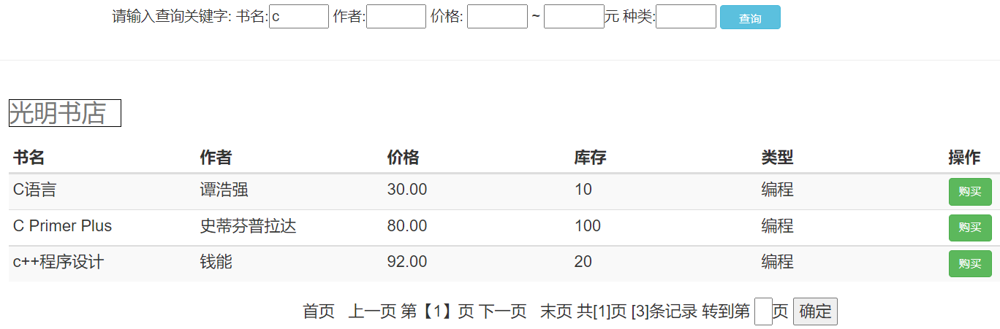 请输入查询关键字: 书名:c 作者: 价格: ~ 元 种类: 查询
光明书店
书名 作者 价格 库存 类型 操作
C语言 谭浩强 30.00 10 编程 购买
C Primer Plus 史蒂芬普拉达 80.00 100 编程 购买
c++程序设计 钱能 92.00 20 编程 购买
首页 上一页 第【1】页 下一页 末页 共[1]页 [3]条记录 转到第 页 确定